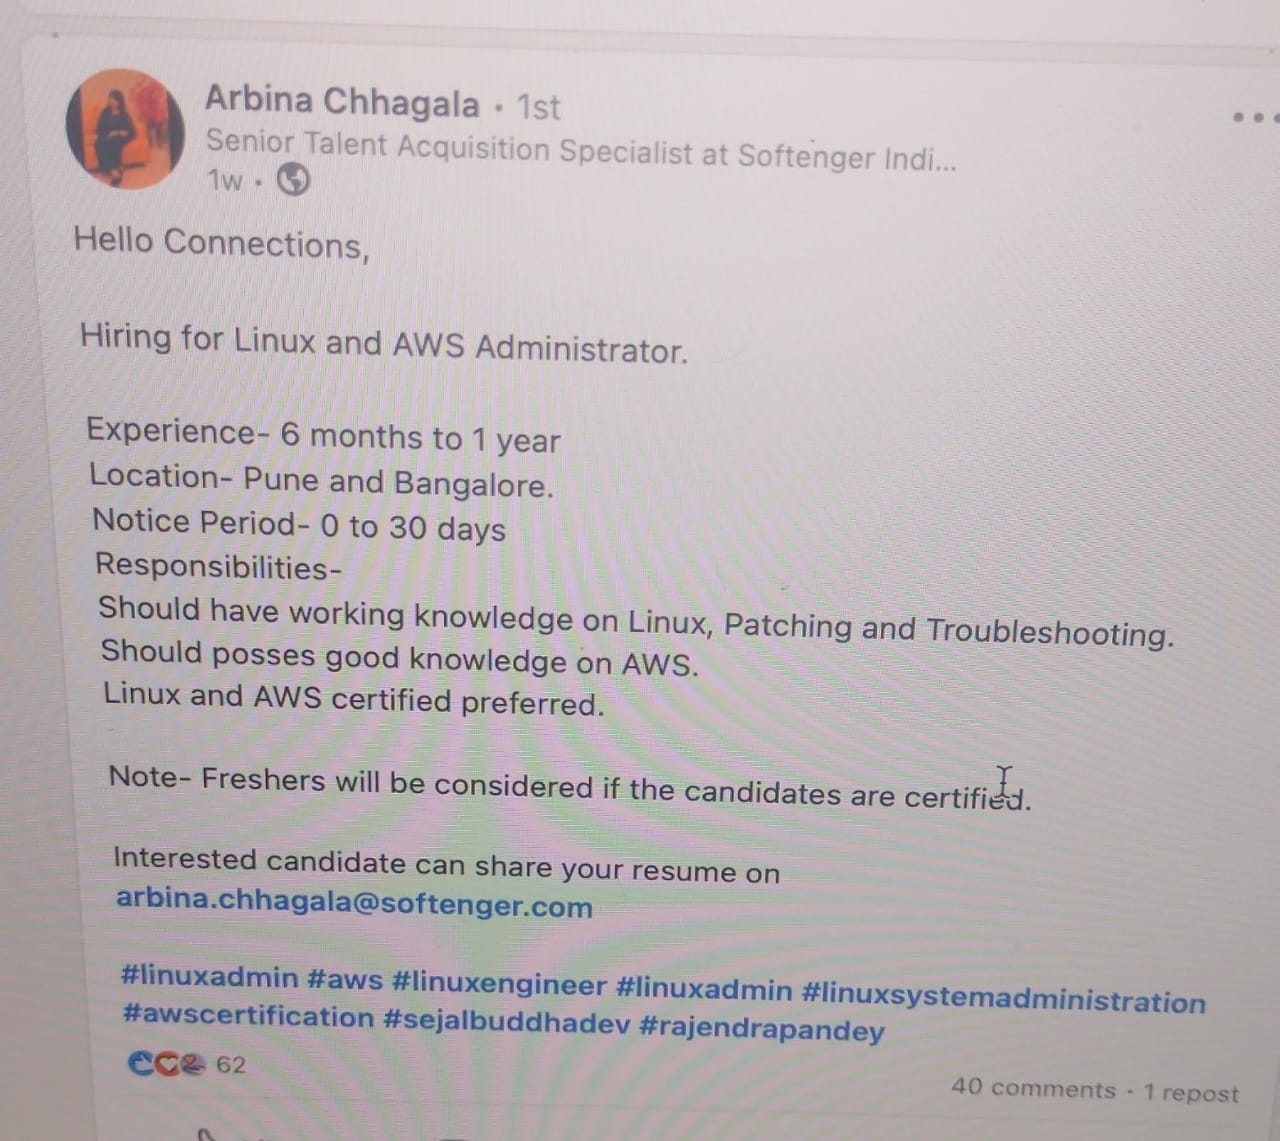 Arbina Chhagala • 1st
Senior Talent Acquisition Specialist at Softenger Indi...
1w •
Hello Connections,
Hiring for Linux and AWS Administrator.
Experience- 6 months to 1 year
Location- Pune and Bangalore.
Notice Period- 0 to 30 days
Responsibilities-
Should have working knowledge on Linux, Patching and Troubleshooting.
Should posses good knowledge on AWS.
Linux and AWS certified preferred.
Note- Freshers will be considered if the candidates are certified.
Interested candidate can share your resume on
arbina.chhagala@softenger.com
#linuxadmin #aws #linuxengineer #linuxadmin #linuxsystemadministration
#awscertification #sejalbuddhadev #rajendrapandey
62
40 comments • 1 repost